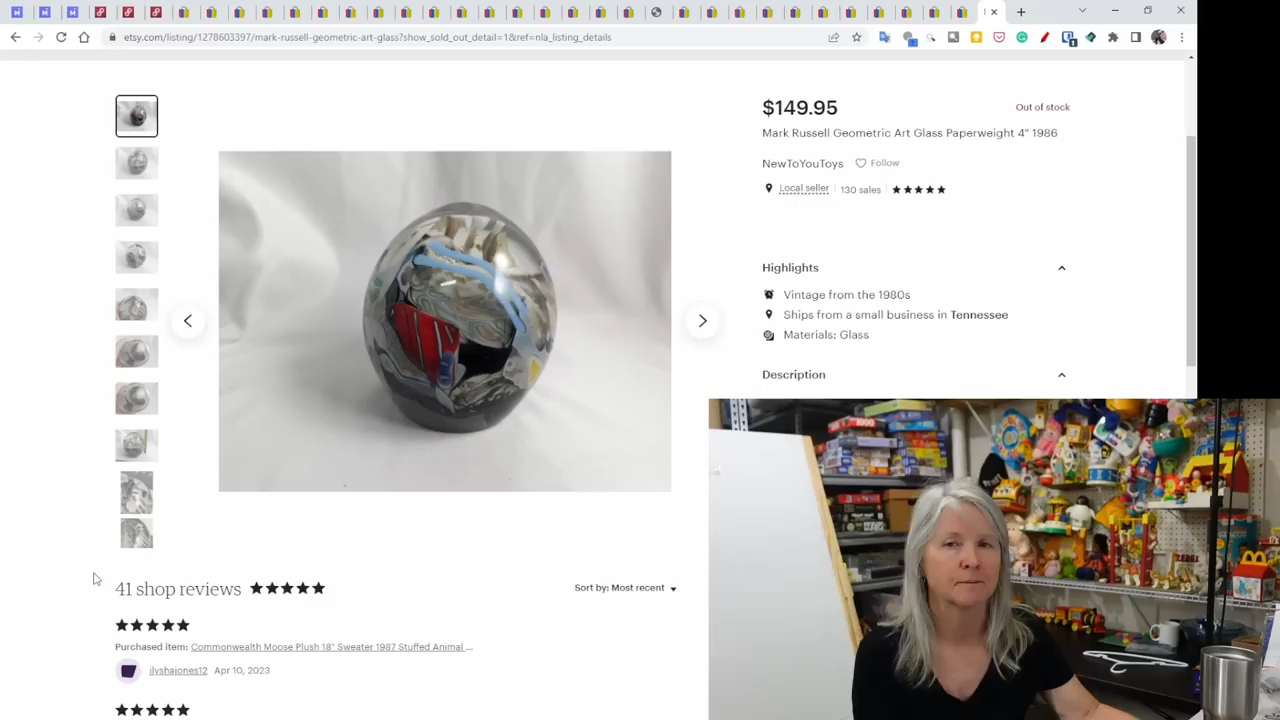 etsy.com/listing/1278603397/mark-russell-geometric-art-glass?show_sold_out_detail=1&ref=nla_listing_details
$149.95
Out of stock
Mark Russell Geometric Art Glass Paperweight 4" 1986
NewToYouToys
Follow
Local seller
130 sales
Highlights
Vintage from the 1980s
Ships from a small business in Tennessee
Materials: Glass
Description
41 shop reviews
Sort by: Most recent
Purchased item: Commonwealth Moose Plush 18" Sweater 1987 Stuffed Animal ...
ilyshajones12 Apr 10, 2023